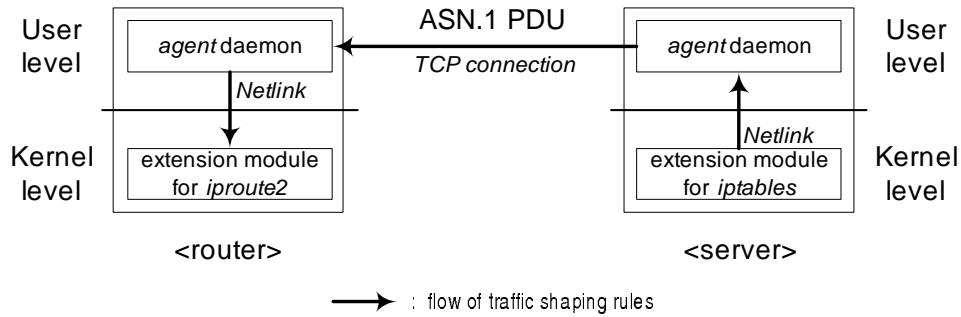 ASN.1 PDU
User
level
agent daemon
TCP connection
agent daemon
User
level
Netlink
Netlink
Kernel
level
extension module
for iproute2
extension module
for iptables
Kernel
level
<router>
<server>
: flow of traffic shaping rules